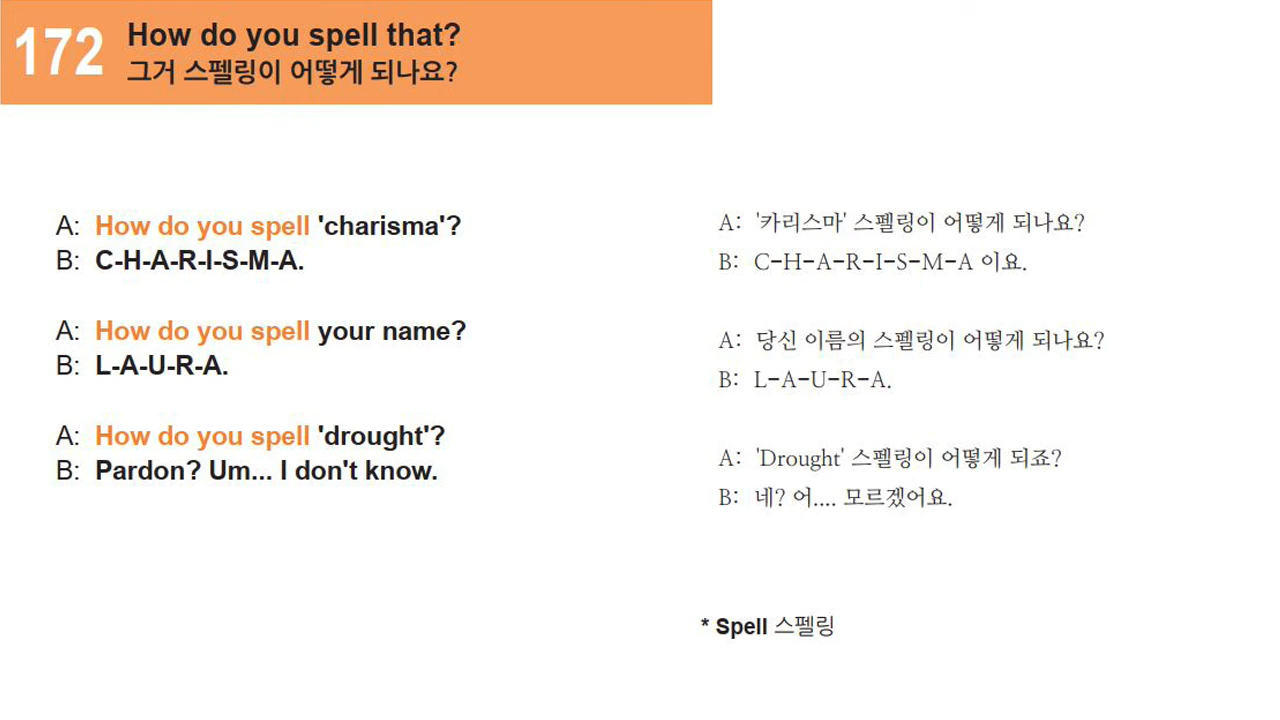 172
How do you spell that?
그거 스펠링이 어떻게 되나요?
A: How do you spell 'charisma'?
B: C-H-A-R-I-S-M-A.
A: How do you spell your name?
B: L-A-U-R-A.
A: How do you spell 'drought'?
B: Pardon? Um... I don't know.
A: '카리스마' 스펠링이 어떻게 되나요?
B: C-H-A-R-I-S-M-A 이요.
A: 당신 이름의 스펠링이 어떻게 되나요?
B: L-A-U-R-A.
A: 'Drought' 스펠링이 어떻게 되죠?
B: 네? 어.... 모르겠어요.
* Spell 스펠링